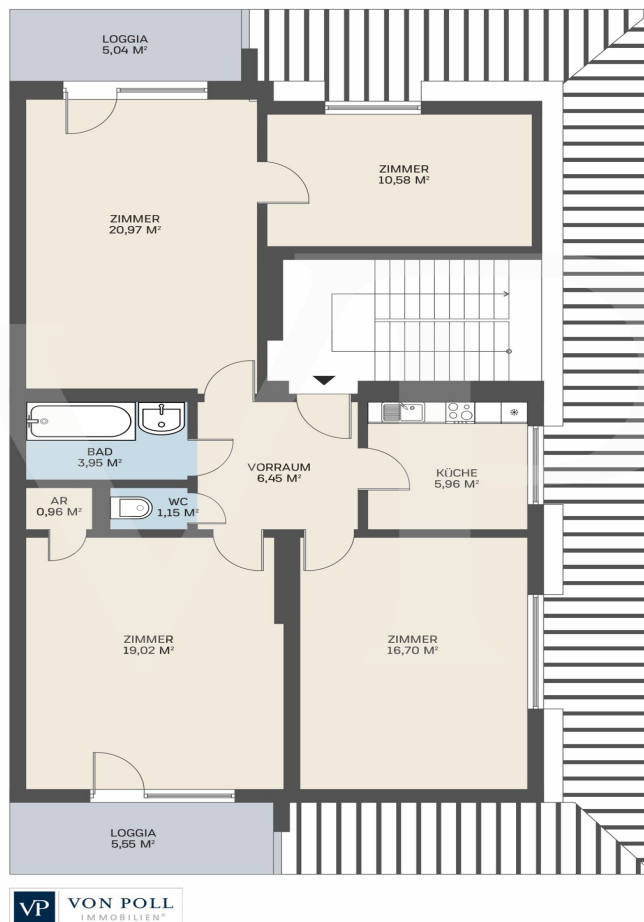 LOGGIA
5,04 M²
ZIMMER
10,58 M²
ZIMMER
20,97 M²
BAD
3,95 M²
VORRAUM
6,45 M²
KÜCHE
5,96 M²
AR
0,96 M²
WC
1,15 M²
ZIMMER
19,02 M²
ZIMMER
16,70 M²
LOGGIA
5,55 M²
VP
VON POLL
IMMOBILIEN®